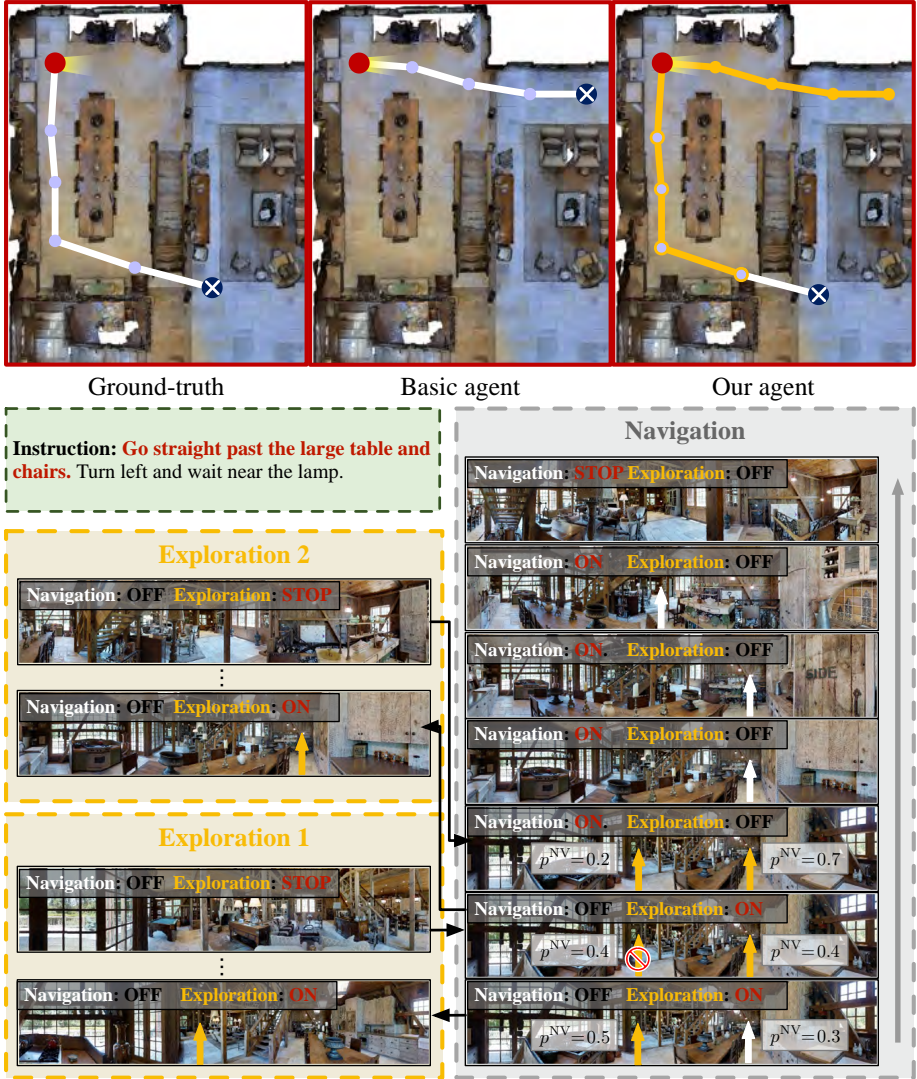 Ground-truth
Basic agent
Our agent
Instruction: Go straight past the large table and
chairs. Turn left and wait near the lamp.
Exploration 2
Navigation: OFF Exploration: STOP
⋮
Navigation: OFF Exploration: ON
Exploration 1
Navigation: OFF Exploration: STOP
⋮
Navigation: OFF Exploration: ON
Navigation
Navigation: STOP Exploration: OFF
Navigation: ON Exploration: OFF
Navigation: ON. Exploration: OFF
SIDE
Navigation: ON Exploration: OFF
Navigation: ON. Exploration: OFF
p^NV=0.2
p^NV=0.7
Navigation: OFF Exploration: ON
p^NV=0.4
p^NV=0.4
Navigation: OFF Exploration: ON
p^NV=0.5
p^NV=0.3